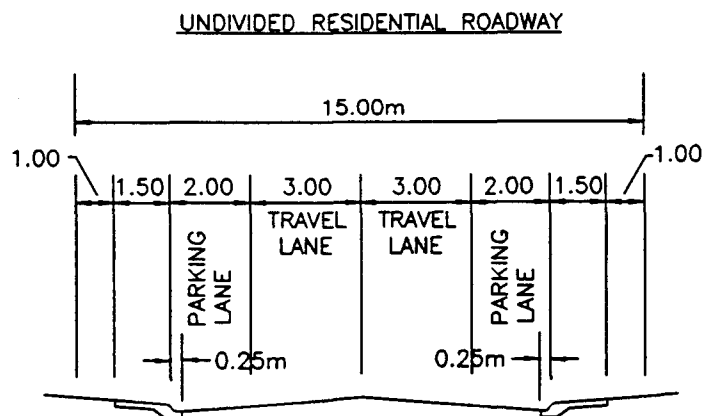 UNDIVIDED RESIDENTIAL ROADWAY
15.00m
1.00 1.00
1.50 2.00 3.00 3.00 2.00 1.50
TRAVEL LANE
TRAVEL LANE
PARKING LANE
PARKING LANE
0.25m 0.25m